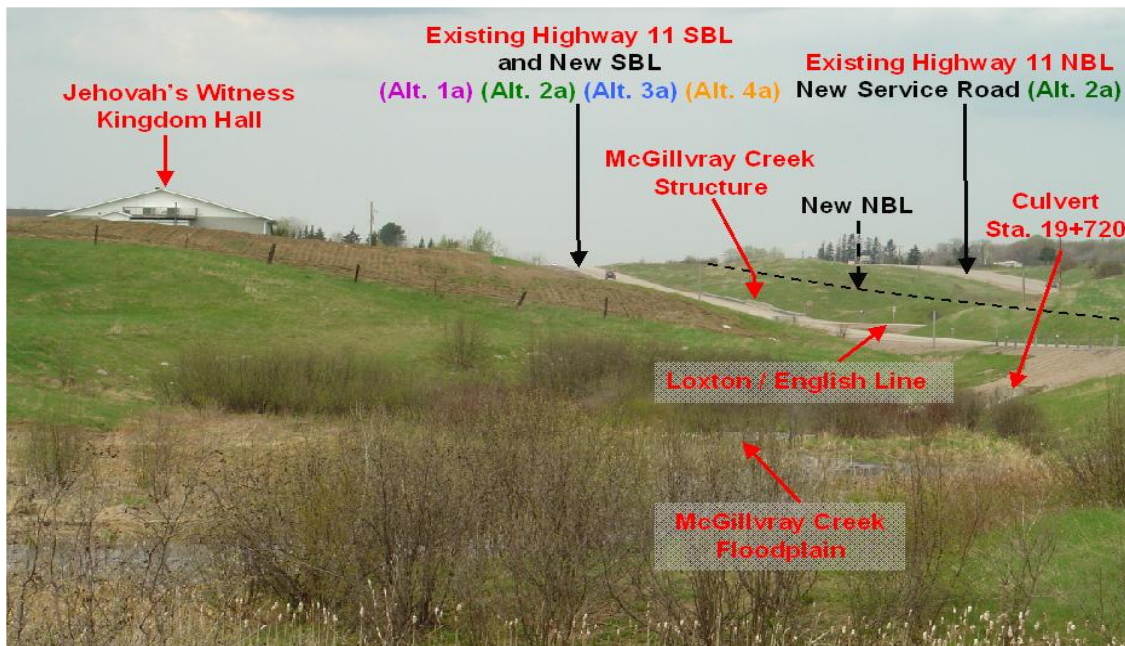 Existing Highway 11 SBL
and New SBL
(Alt. 1a) (Alt. 2a) (Alt. 3a) (Alt. 4a)
Existing Highway 11 NBL
New Service Road (Alt. 2a)
Jehovah's Witness
Kingdom Hall
McGillvray Creek
Structure
New NBL
Culvert
Sta. 19+720
Loxton / English Line
McGillvray Creek
Floodplain